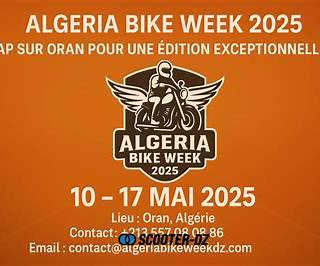 ALGERIA BIKE WEEK 2025
AP SUR ORAN POUR UNE ÉDITION EXCEPTIONNELLE
ALGERIA
BIKE WEEK
2025
10 – 17 MAI 2025
Lieu : Oran, Algérie
Contact: +213 557 08 08 86
SCOOTER-DZ
Email : contact@algeriabikeweekdz.com